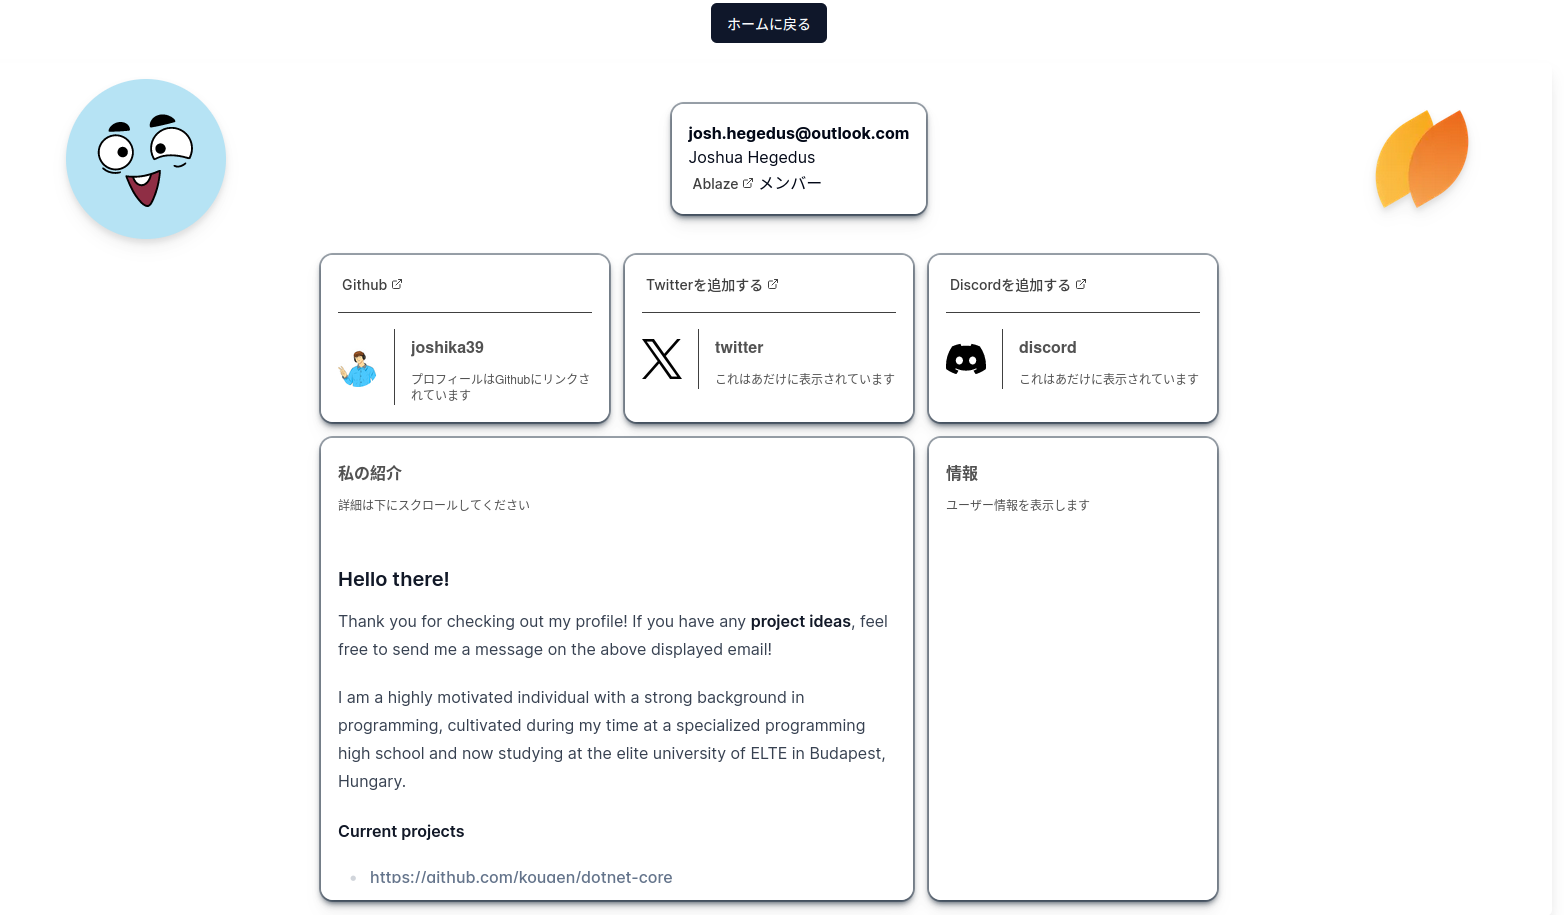 ホームに戻る
josh.hegedus@outlook.com
Joshua Hegedus
Ablaze メンバー
Github
joshika39
プロフィールはGithubにリンクさ
れています
Twitterを追加する
twitter
これはあだけに表示されています
Discordを追加する
discord
これはあだけに表示されています
私の紹介
詳細は下にスクロールしてください
Hello there!
Thank you for checking out my profile! If you have any project ideas, feel
free to send me a message on the above displayed email!
I am a highly motivated individual with a strong background in
programming, cultivated during my time at a specialized programming
high school and now studying at the elite university of ELTE in Budapest,
Hungary.
Current projects
https://github.com/kougen/dotnet-core
情報
ユーザー情報を表示します